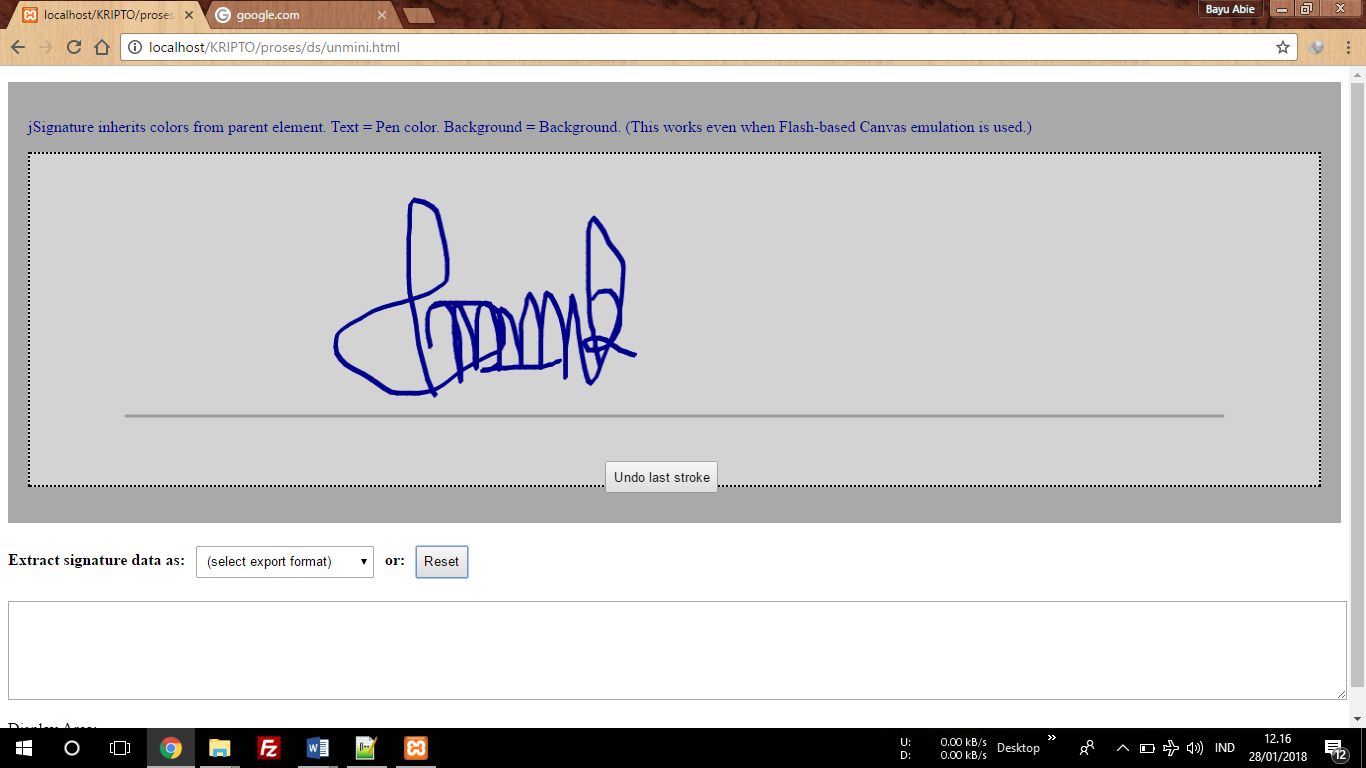 localhost/KRIPTO/proses
google.com
Bayu Abie
localhost/KRIPTO/proses/ds/unmini.html
jSignature inherits colors from parent element. Text = Pen color. Background = Background. (This works even when Flash-based Canvas emulation is used.)
Undo last stroke
Extract signature data as: (select export format) or: Reset
Display Area:
U: 0.00 kB/s
D: 0.00 kB/s
Desktop
IND
12.16
28/01/2018
12